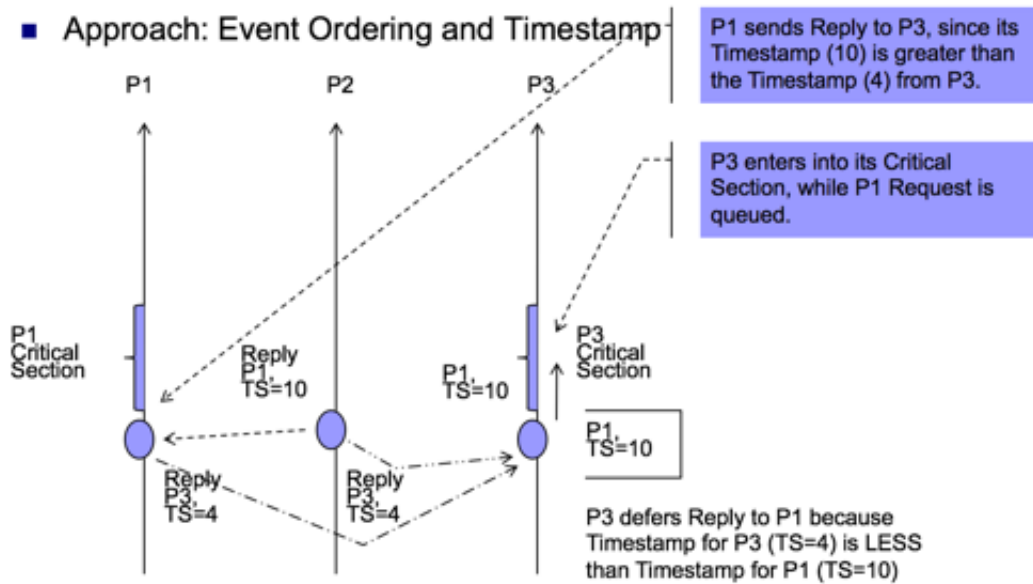 Approach: Event Ordering and Timestamp
P1 sends Reply to P3, since its
Timestamp (10) is greater than
the Timestamp (4) from P3.
P1
P2
P3
P3 enters into its Critical
Section, while P1 Request is
queued.
P1
Critical
Section
Reply
P1,
TS=10
P1,
TS=10
P3
Critical
Section
P1,
TS=10
Reply
P3,
TS=4
Reply
P3,
TS=4
P3 defers Reply to P1 because
Timestamp for P3 (TS=4) is LESS
than Timestamp for P1 (TS=10)